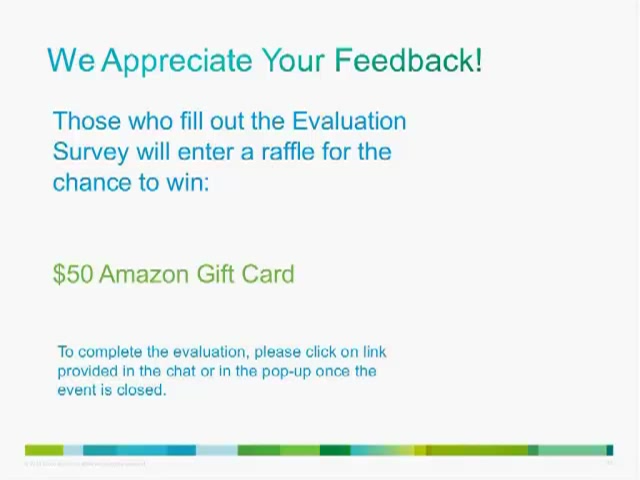 We Appreciate Your Feedback!
Those who fill out the Evaluation
Survey will enter a raffle for the
chance to win:
$50 Amazon Gift Card
To complete the evaluation, please click on link
provided in the chat or in the pop-up once the
event is closed.